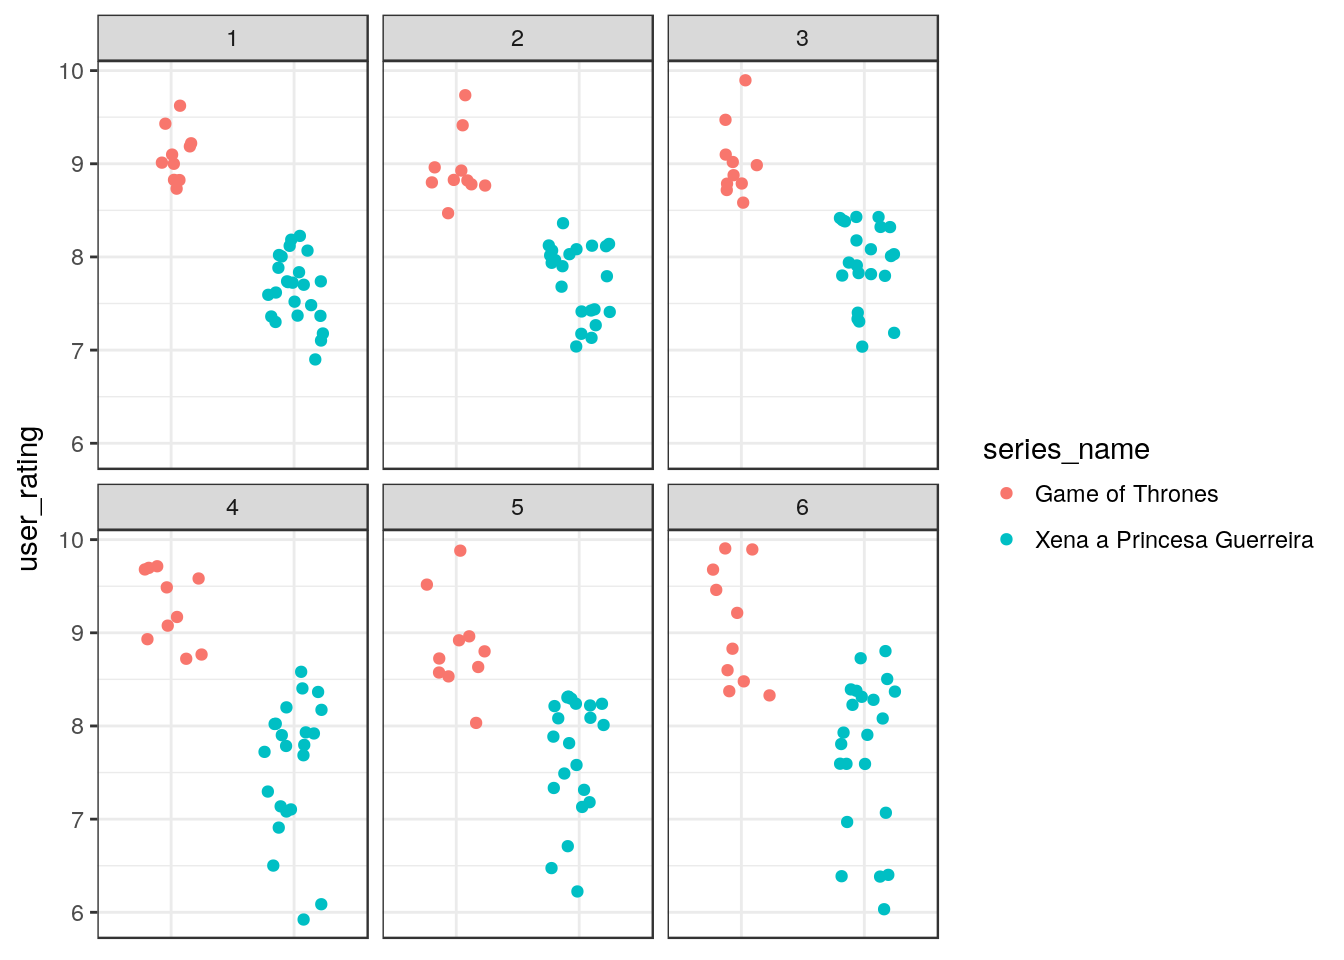 1 2 3
10
9
8
7
6
user_rating
4 5 6
10
9
8
7
6
series_name
Game of Thrones
Xena a Princesa Guerreira